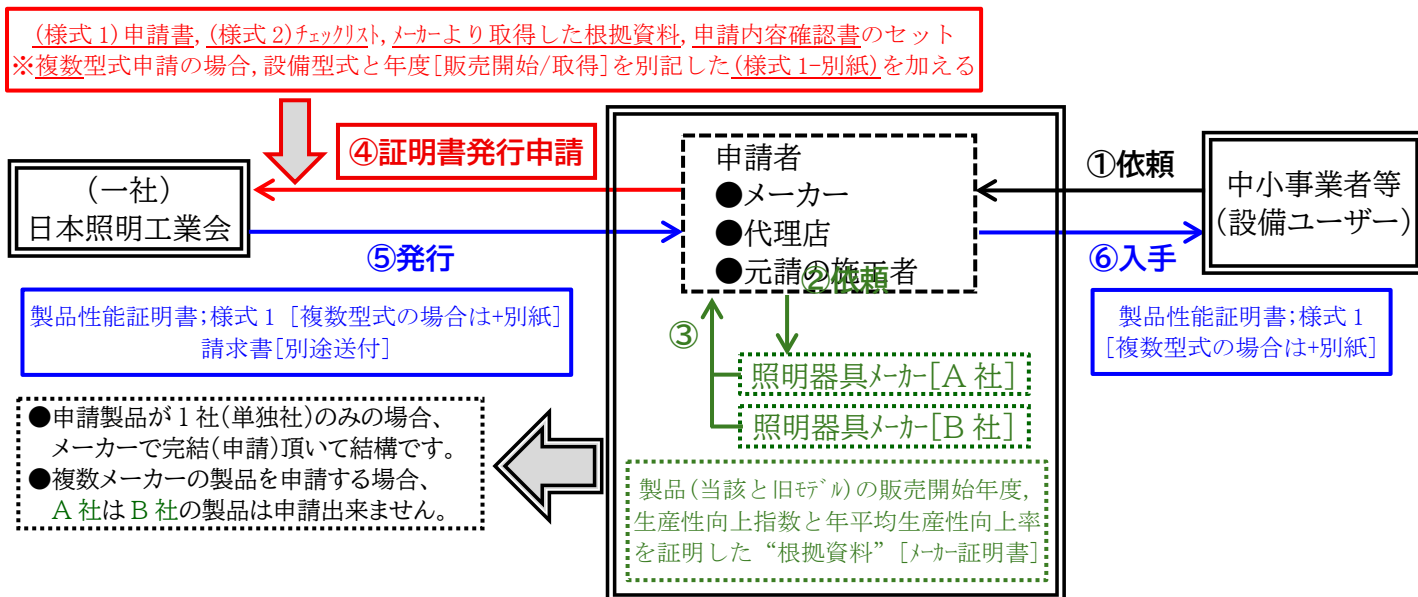 (様式1)申請書,(様式2)チェックリスト,メーカーより取得した根拠資料,申請内容確認書のセット
※複数型式申請の場合,設備型式と年度[販売開始/取得]を別記した(様式1-別紙)を加える
④証明書発行申請
(一社)
日本照明工業会
申請者
●メーカー
●代理店
●元請の施工者
①依頼
中小事業者等
(設備ユーザー)
⑤発行
⑥入手
②依頼
③
製品性能証明書;様式1 [複数型式の場合は+別紙]
請求書[別途送付]
製品性能証明書;様式1
[複数型式の場合は+別紙]
照明器具メーカー[A社]
照明器具メーカー[B社]
●申請製品が1社(単独社)のみの場合、
メーカーで完結(申請)頂いて結構です。
●複数メーカーの製品を申請する場合、
A社はB社の製品は申請出来ません。
製品(当該と旧モデル)の販売開始年度,
生産性向上指数と年平均生産性向上率
を証明した“根拠資料”[メーカー証明書]